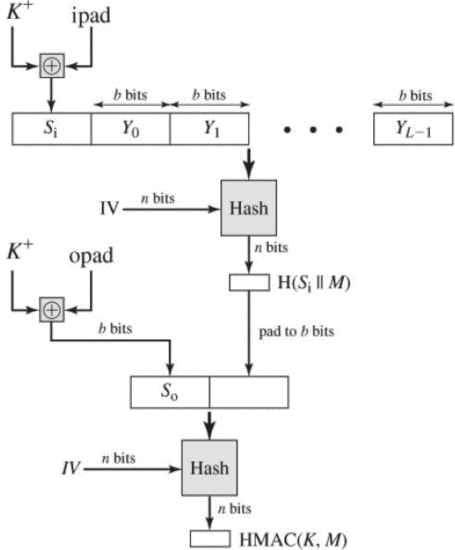 K+ ipad
⊕
b bits b bits b bits
Si Y0 Y1 • • • YL−1
IV n bits Hash
n bits
K+ opad
H(Si || M)
⊕
b bits pad to b bits
So
IV n bits Hash
n bits
HMAC(K, M)